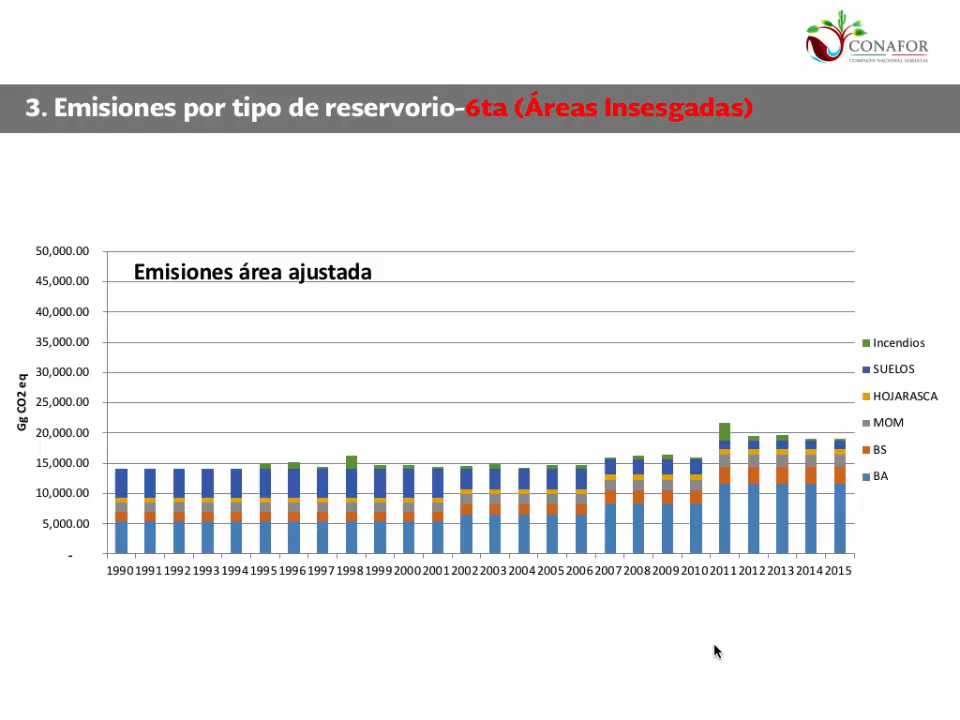 CONAFOR
COMISIÓN NACIONAL FORESTAL
3. Emisiones por tipo de reservorio-6ta (Áreas Insesgadas)
Emisiones área ajustada
Gg CO2 eq
50,000.00
45,000.00
40,000.00
35,000.00
30,000.00
25,000.00
20,000.00
15,000.00
10,000.00
5,000.00
-
1990 1991 1992 1993 1994 1995 1996 1997 1998 1999 2000 2001 2002 2003 2004 2005 2006 2007 2008 2009 2010 2011 2012 2013 2014 2015
Incendios
SUELOS
HOJARASCA
MOM
BS
BA